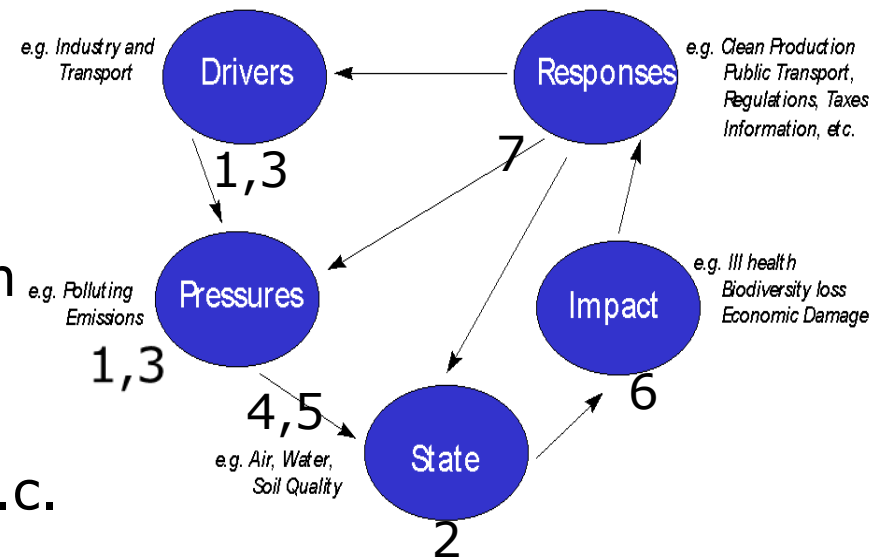 e.g. Industry and
Transport
Drivers
Responses
e.g. Clean Production
Public Transport,
Regulations, Taxes
Information, etc.
1,3
7
n
e.g. Polluting
Emissions
Pressures
Impact
e.g. Ill health
Biodiversity loss
Economic Damage
1,3
4,5
6
e.g. Air, Water,
Soil Quality
State
.c.
2